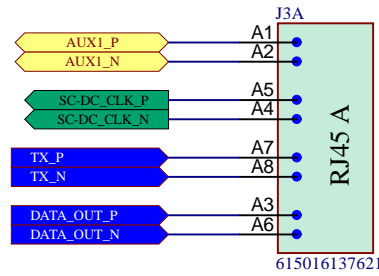 J3A
AUX1_P A1
AUX1_N A2
SC-DC_CLK_P A5
SC-DC_CLK_N A4
TX_P A7
TX_N A8
DATA_OUT_P A3
DATA_OUT_N A6
RJ45 A
615016137621